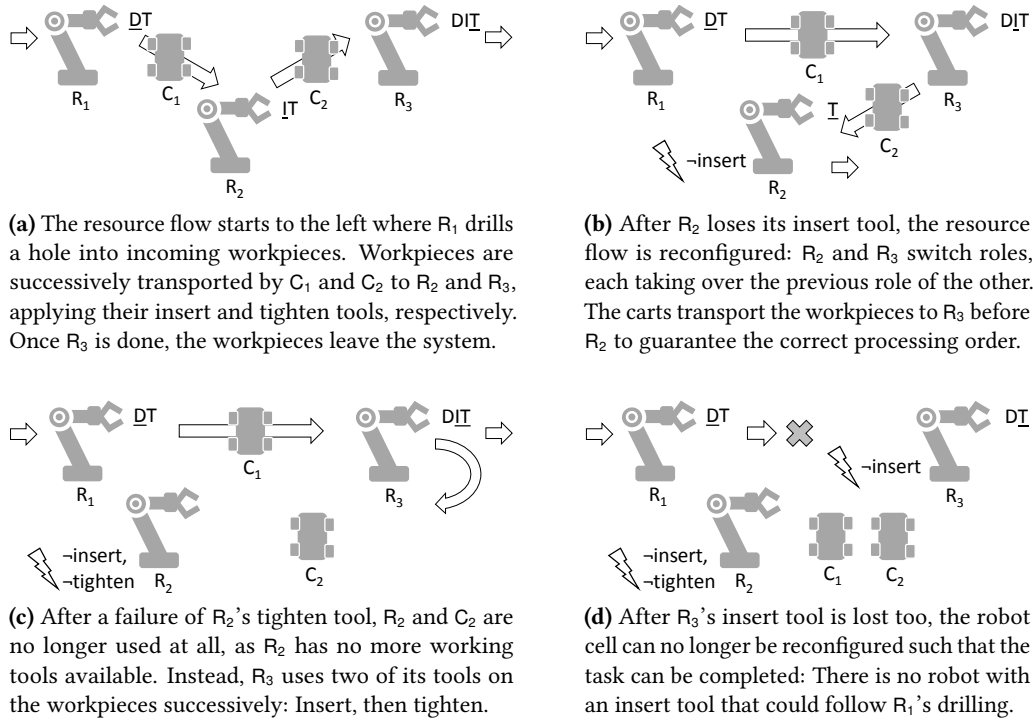 DT
DIT
C₁
C₂
R₁
R₃
IT
R₂
(a) The resource flow starts to the left where R₁ drills
a hole into incoming workpieces. Workpieces are
successively transported by C₁ and C₂ to R₂ and R₃,
applying their insert and tighten tools, respectively.
Once R₃ is done, the workpieces leave the system.
DT
DIT
C₁
R₁
R₃
T
C₂
¬insert
R₂
(b) After R₂ loses its insert tool, the resource
flow is reconfigured: R₂ and R₃ switch roles,
each taking over the previous role of the other.
The carts transport the workpieces to R₃ before
R₂ to guarantee the correct processing order.
DT
DIT
C₁
R₁
R₃
¬insert,
¬tighten
R₂
C₂
(c) After a failure of R₂'s tighten tool, R₂ and C₂ are
no longer used at all, as R₂ has no more working
tools available. Instead, R₃ uses two of its tools on
the workpieces successively: Insert, then tighten.
DT
DT
¬insert
R₁
R₃
¬insert,
¬tighten
R₂
C₁
C₂
(d) After R₃'s insert tool is lost too, the robot
cell can no longer be reconfigured such that the
task can be completed: There is no robot with
an insert tool that could follow R₁'s drilling.